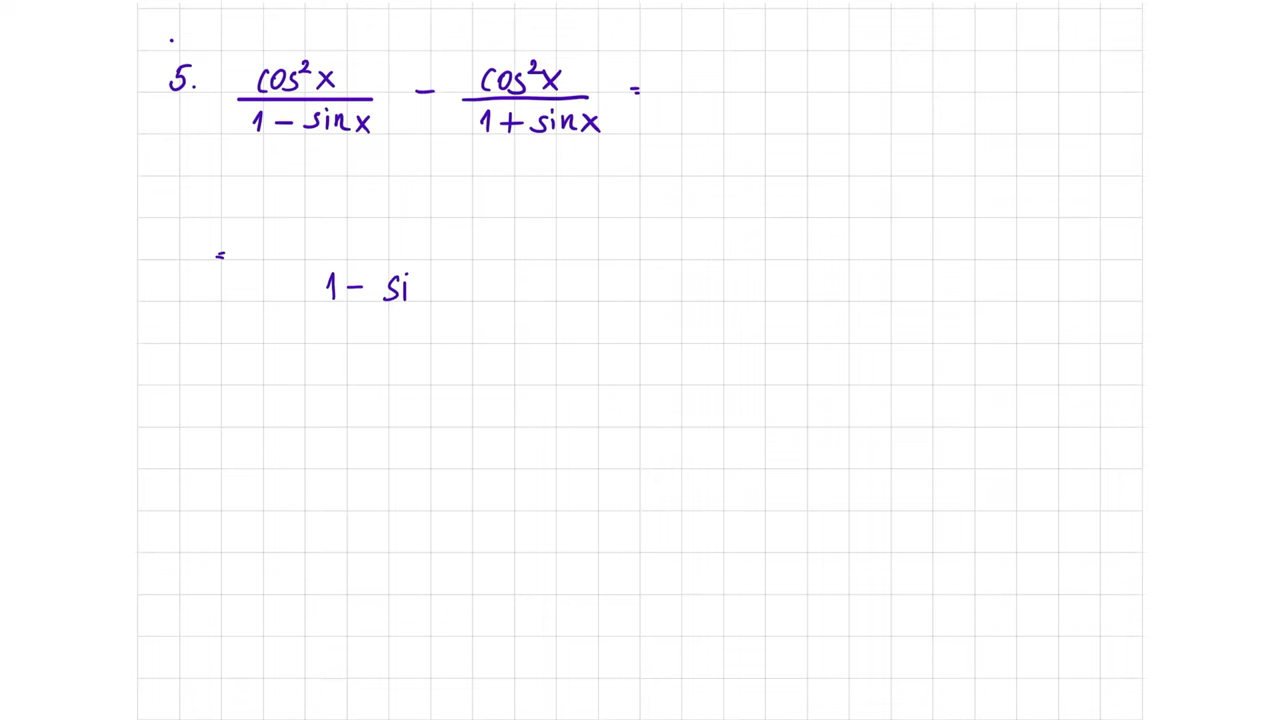 5. cos²x / (1 - sinx) - cos²x / (1 + sinx) =
= 1 - si